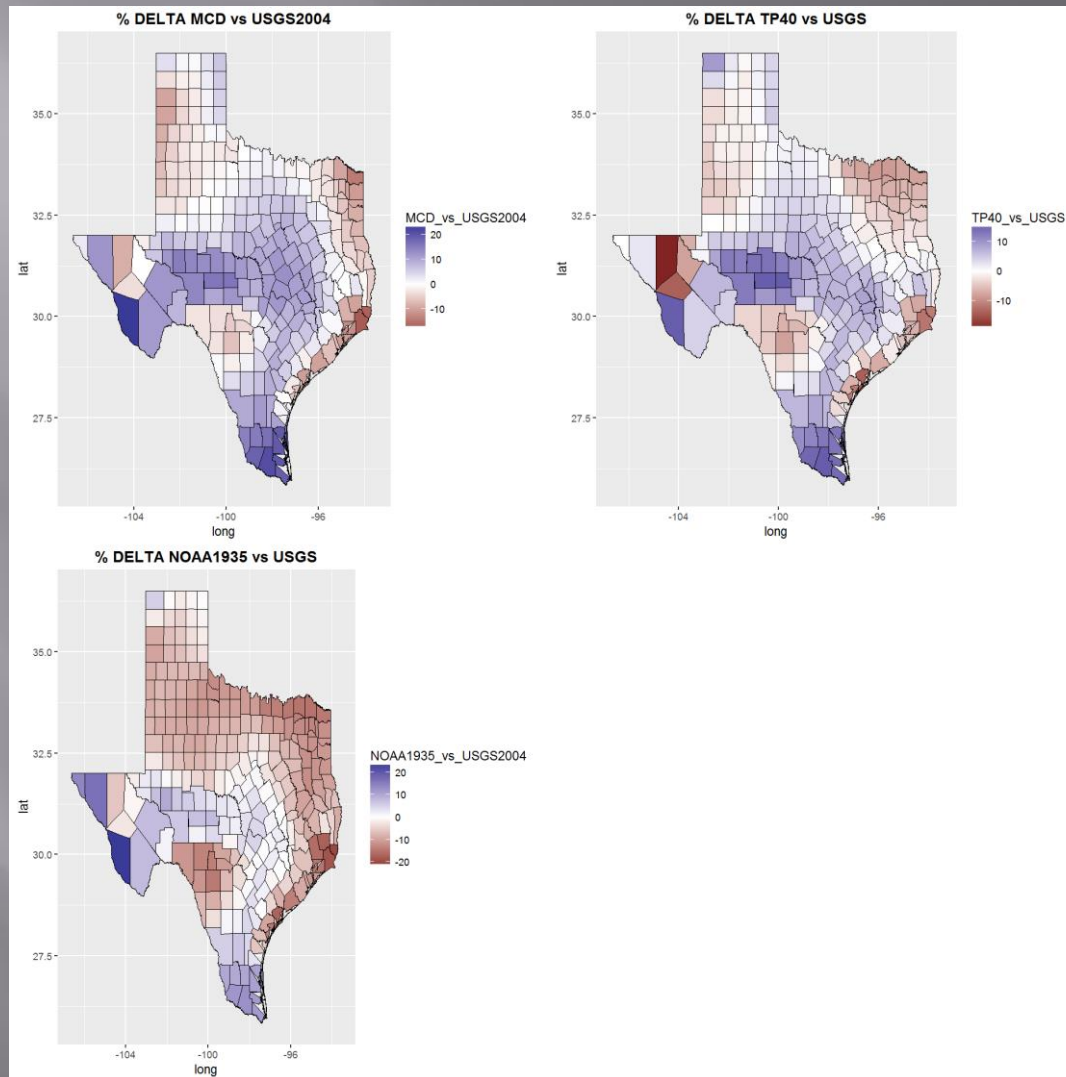 % DELTA MCD vs USGS2004
35.0
32.5
30.0
27.5
lat
-104
-100
-96
long
MCD_vs_USGS2004
20
10
0
-10
% DELTA TP40 vs USGS
35.0
32.5
30.0
27.5
lat
-104
-100
-96
long
TP40_vs_USGS
10
0
-10
% DELTA NOAA1935 vs USGS
35.0
32.5
30.0
27.5
lat
-104
-100
-96
long
NOAA1935_vs_USGS2004
20
10
0
-10
-20